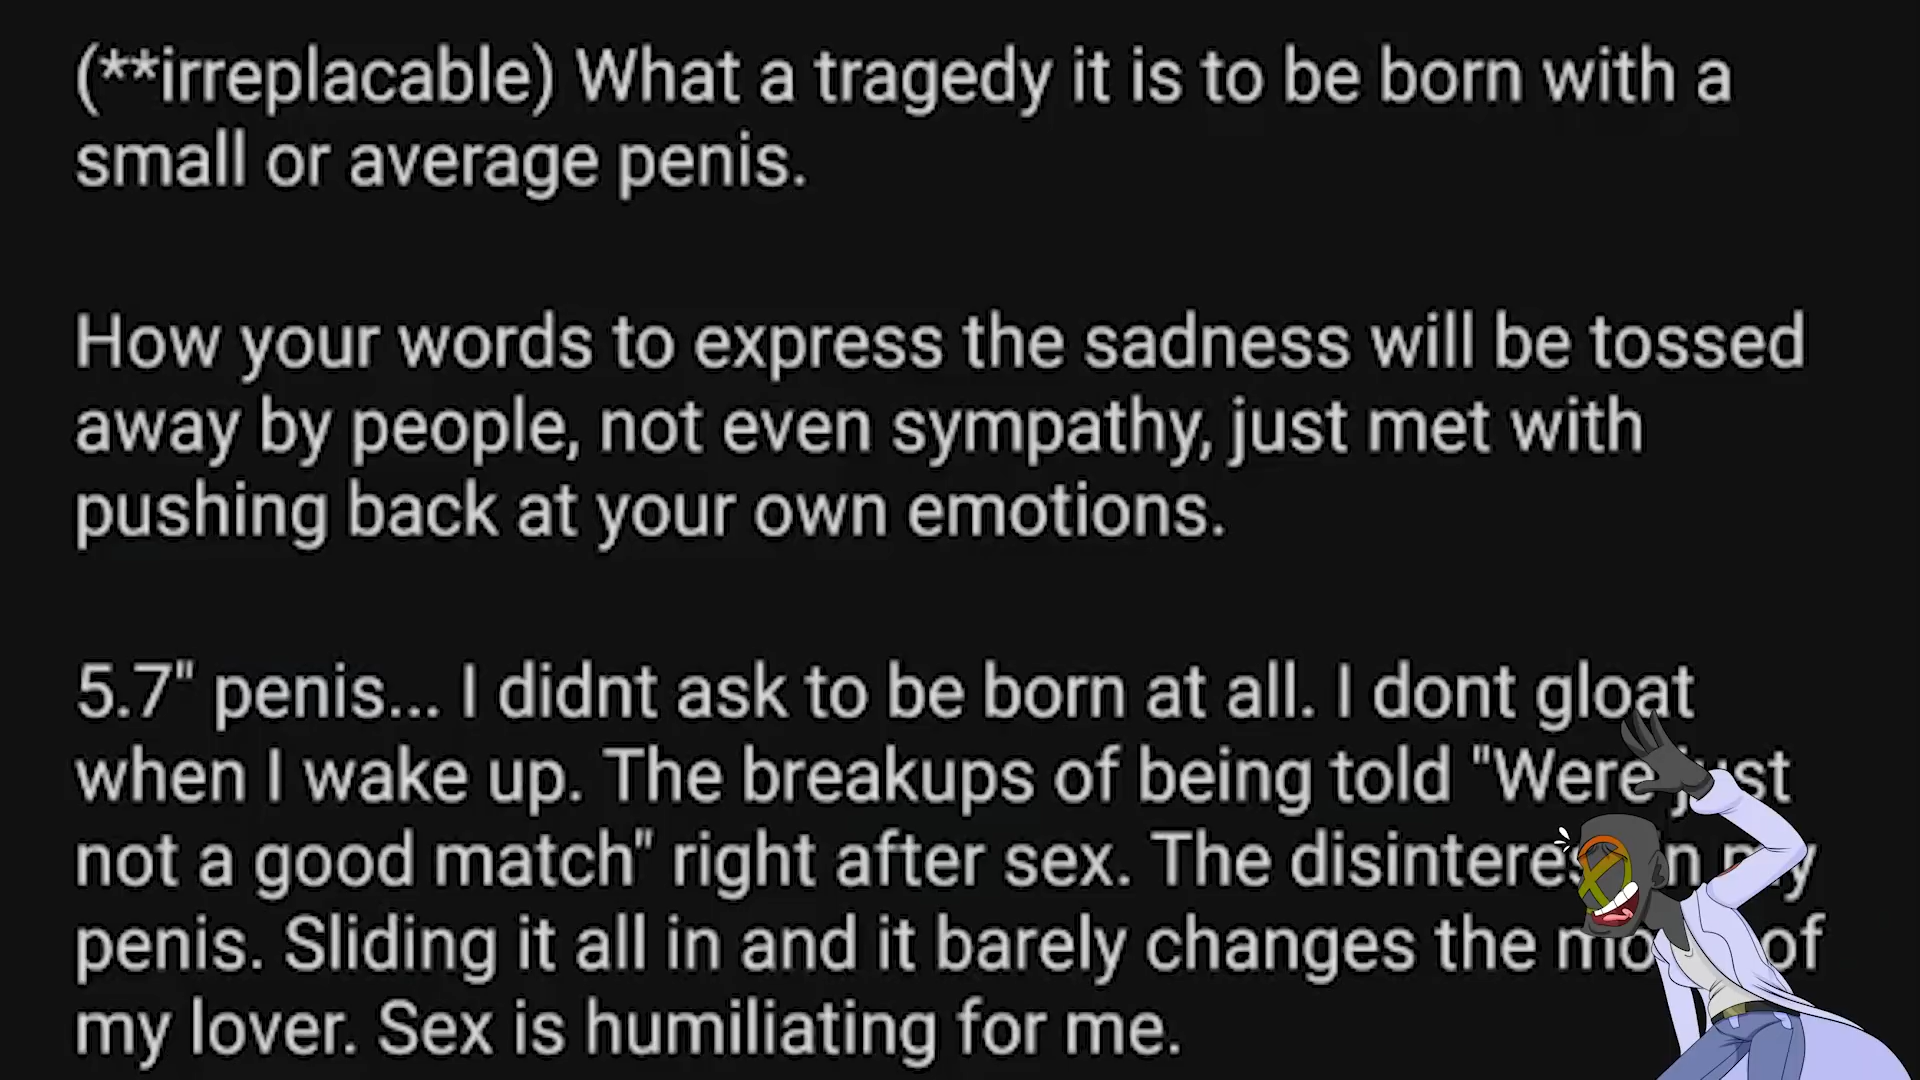 (**irreplacable) What a tragedy it is to be born with a
small or average penis.
How your words to express the sadness will be tossed
away by people, not even sympathy, just met with
pushing back at your own emotions.
5.7" penis... I didnt ask to be born at all. I dont gloat
when I wake up. The breakups of being told "Were just
not a good match" right after sex. The disinterest in my
penis. Sliding it all in and it barely changes the of
my lover. Sex is humiliating for me.